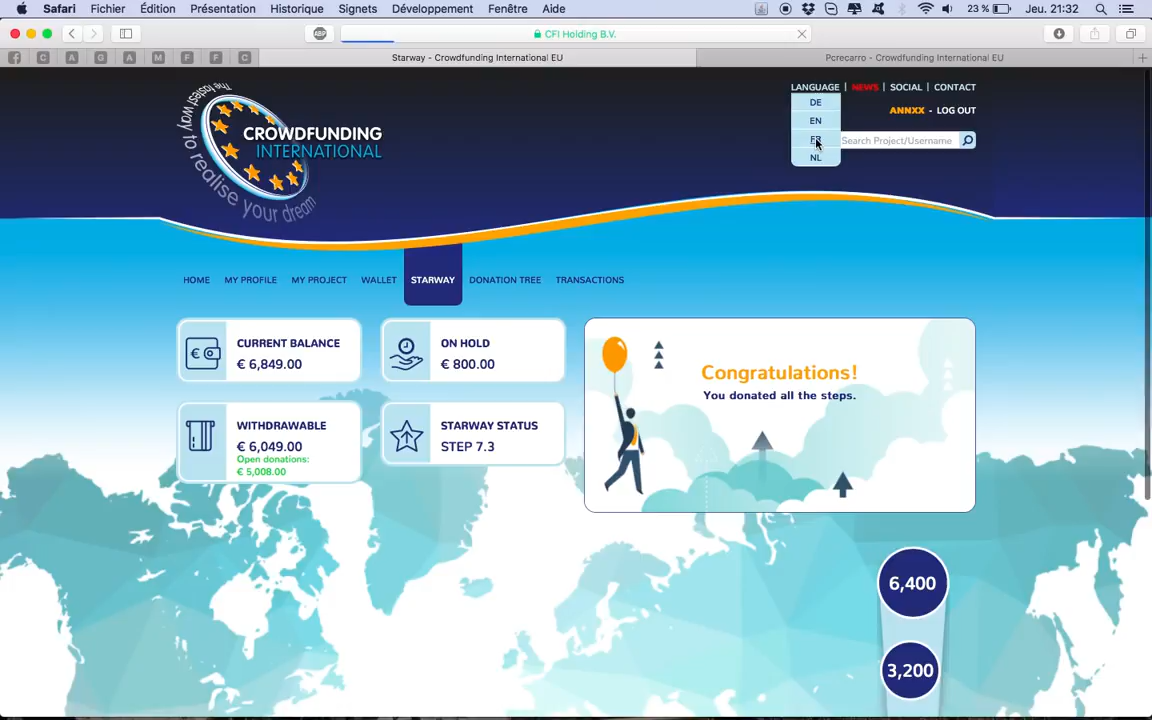 Safari Fichier Édition Présentation Historique Signets Développement Fenêtre Aide
23 % Jeu. 21:32
ABP
CFI Holding B.V.
C A G A M F F C
Starway - Crowdfunding International EU
Pcrecarro - Crowdfunding International EU
The fastest way to realise your dream
CROWDFUNDING
INTERNATIONAL
LANGUAGE | NEWS | SOCIAL | CONTACT
DE
EN
FR
NL
ANNXX - LOG OUT
Search Project/Username
HOME MY PROFILE MY PROJECT WALLET STARWAY DONATION TREE TRANSACTIONS
CURRENT BALANCE
€ 6,849.00
ON HOLD
€ 800.00
WITHDRAWABLE
€ 6,049.00
Open donations:
€ 5,008.00
STARWAY STATUS
STEP 7.3
Congratulations!
You donated all the steps.
6,400
3,200